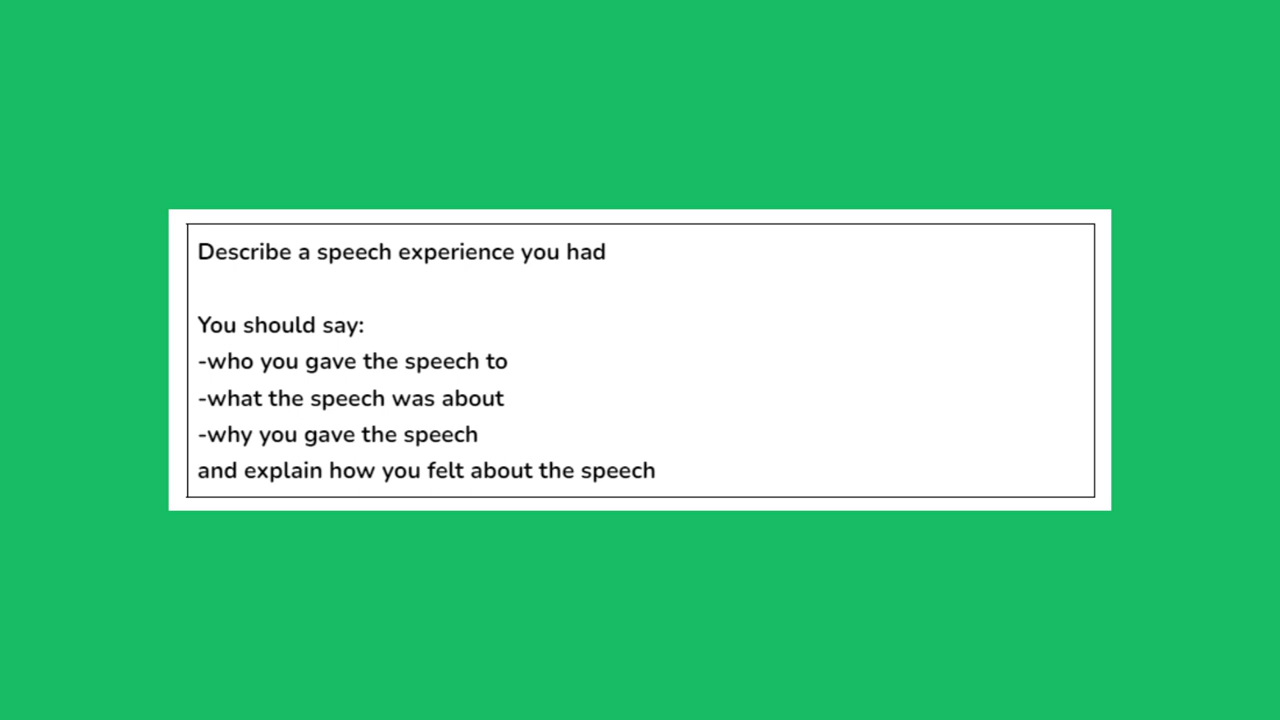 Describe a speech experience you had
You should say:
-who you gave the speech to
-what the speech was about
-why you gave the speech
and explain how you felt about the speech